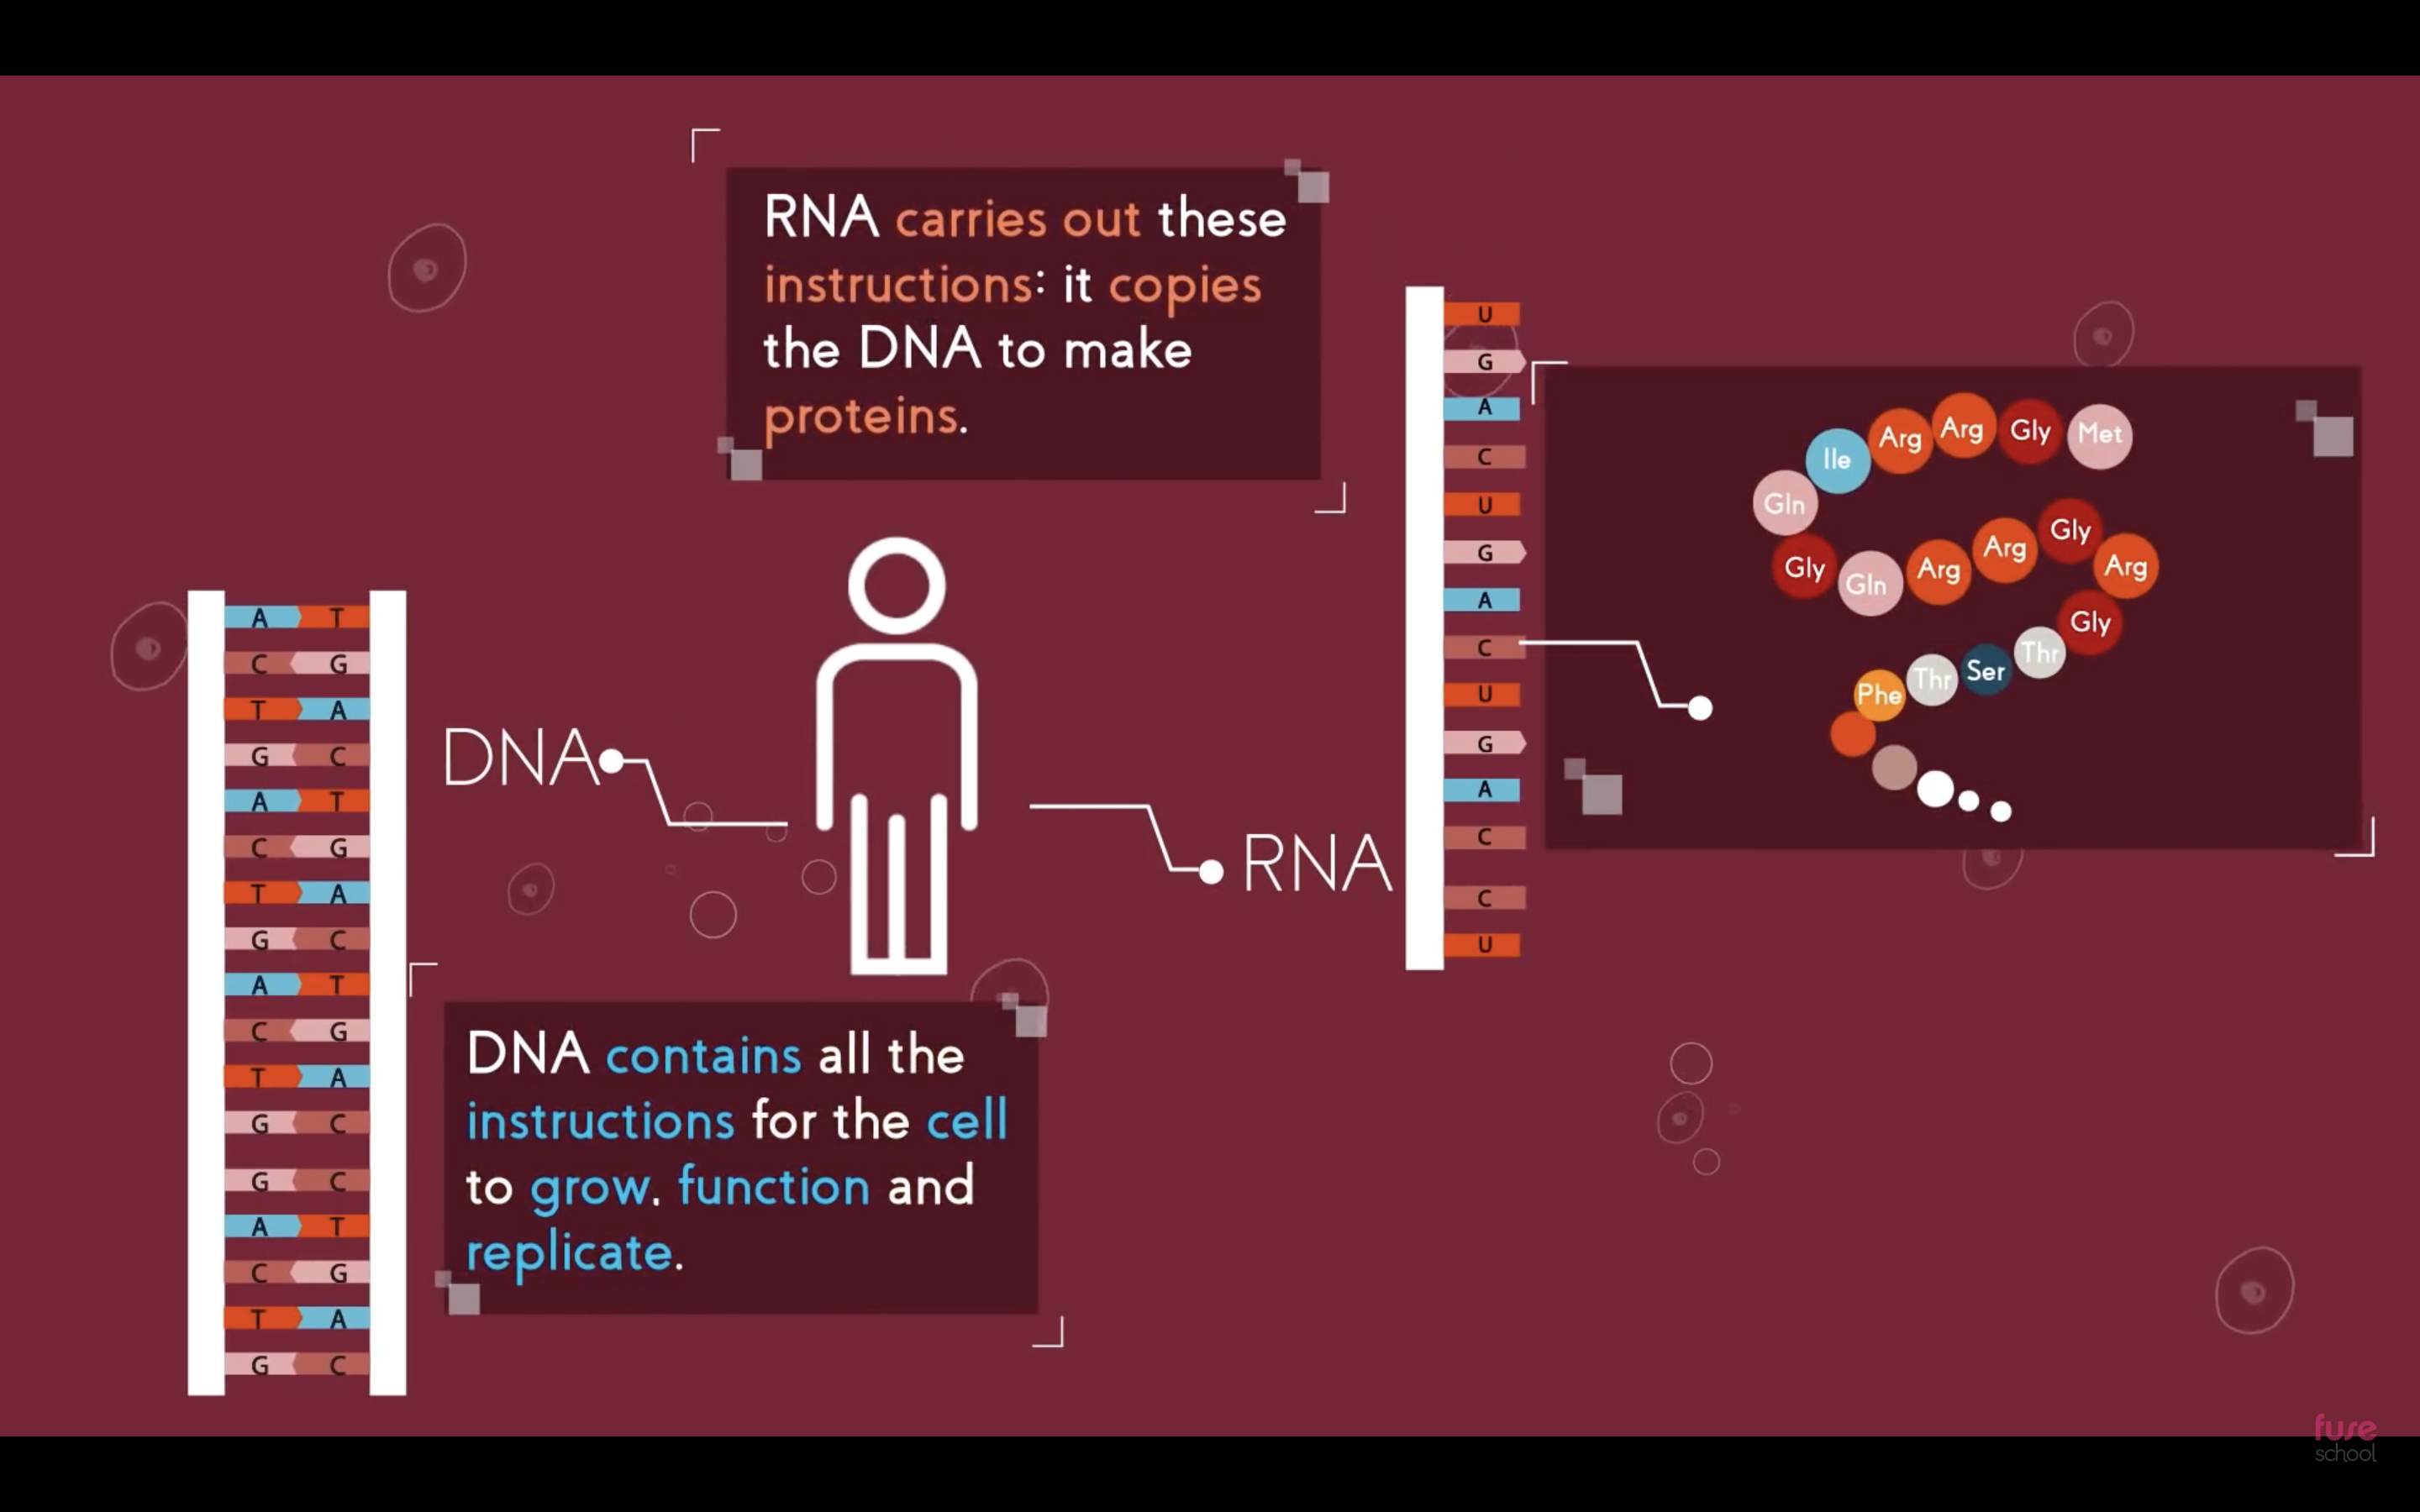 RNA carries out these
instructions: it copies
the DNA to make
proteins.
DNA
RNA
DNA contains all the
instructions for the cell
to grow, function and
replicate.
A T
C G
T A
G C
A T
C G
T A
G C
A T
C G
T A
G C
G C
A T
C G
T A
G C
U
G
A
C
U
G
A
C
U
G
A
C
C
U
Ile Arg Arg Gly Met
Gln
Gly Gln Arg Arg Gly Arg
Phe Thr Ser Thr Gly
fuse
school